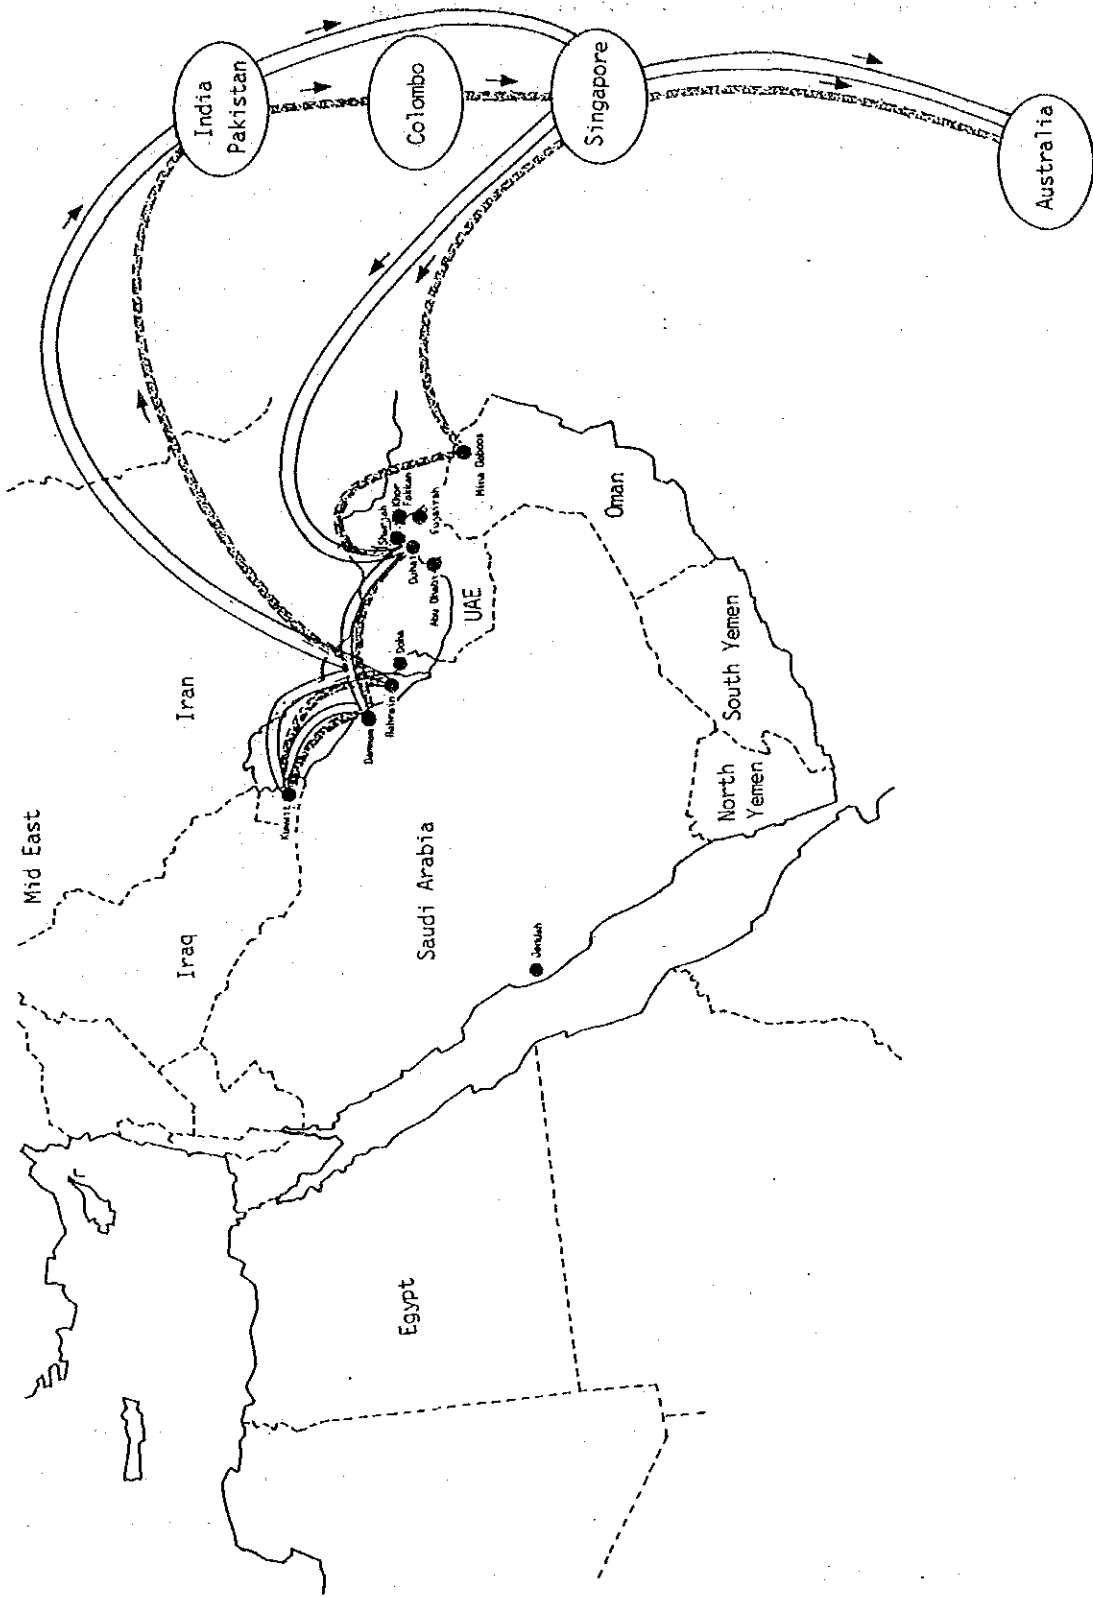 Mid East
Iraq
Iran
Kuwait
Saudi Arabia
Dammam
Bahrain
Doha
Abu Dhabi
Dubai
Sharjah
Khor
Fakkan
Fujairah
Mina Qaboos
UAE
Oman
South Yemen
North
Yemen
Jeddah
Egypt
India
Pakistan
Colombo
Singapore
Australia